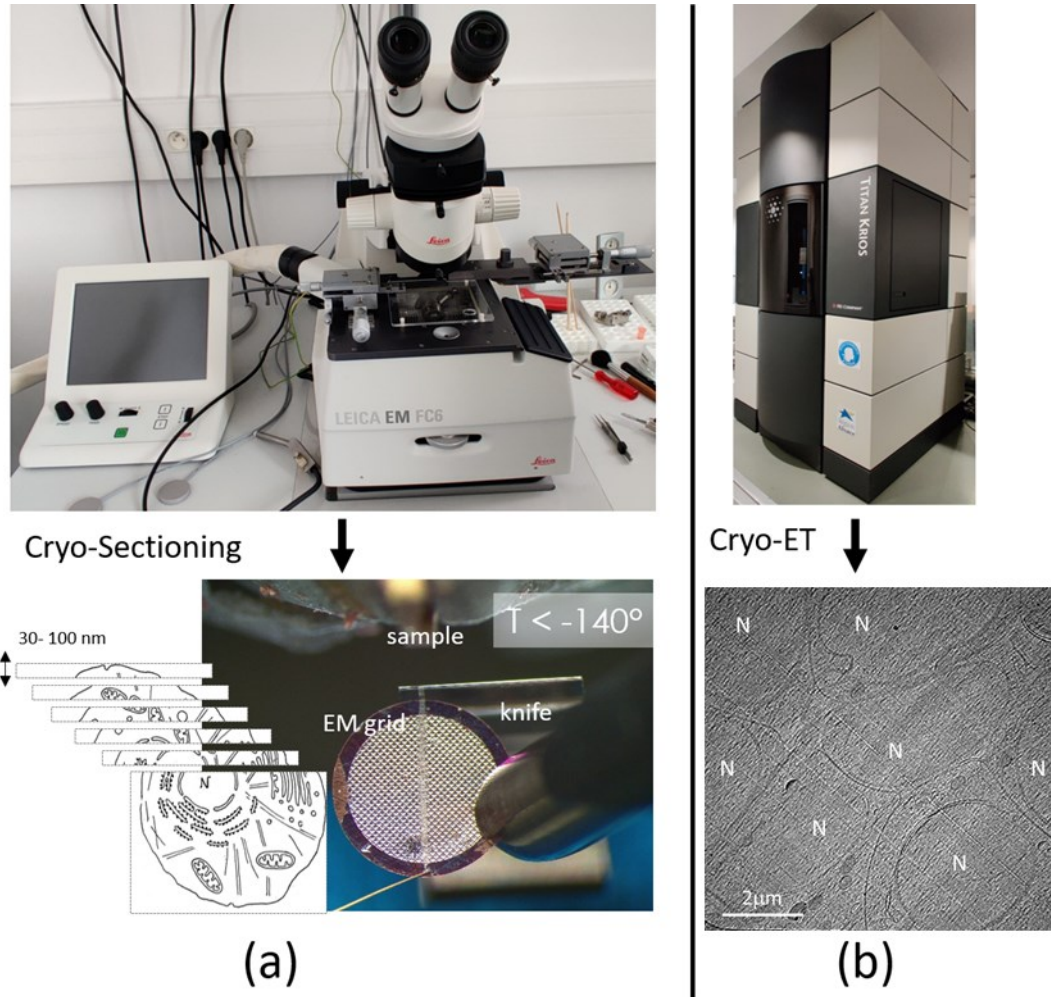 Leica
LEICA EM FC6
Leica
TITAN KRIOS
Cryo-Sectioning
Cryo-ET
30- 100 nm
sample
T < -140°
EM grid
knife
N
N
N
N
N
N
N
N
2µm
(a)
(b)